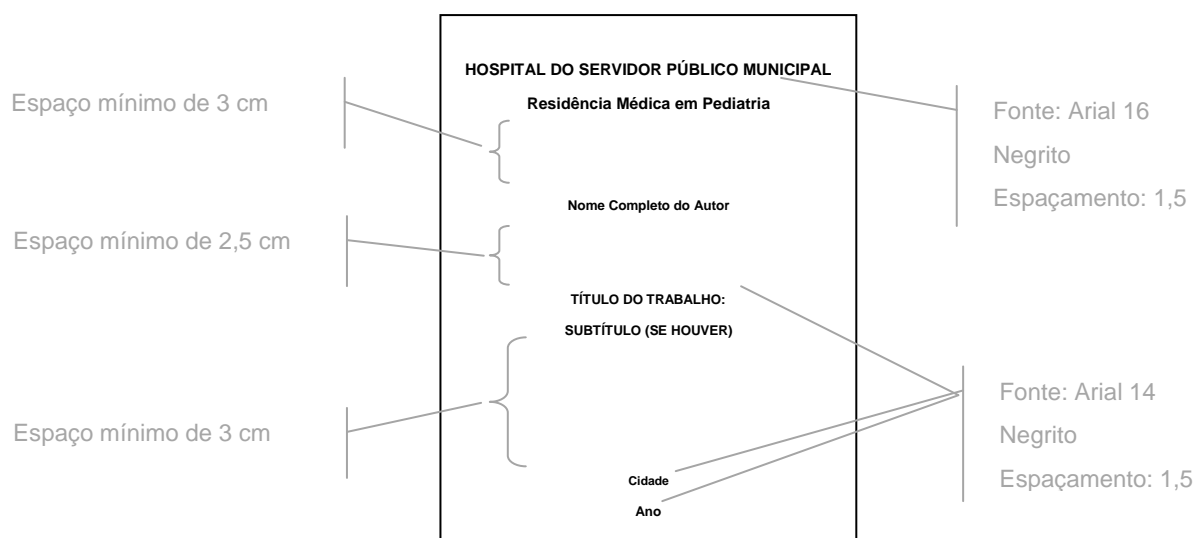 HOSPITAL DO SERVIDOR PÚBLICO MUNICIPAL
Residência Médica em Pediatria
Espaço mínimo de 3 cm
Fonte: Arial 16
Negrito
Espaçamento: 1,5
Nome Completo do Autor
Espaço mínimo de 2,5 cm
TÍTULO DO TRABALHO:
SUBTÍTULO (SE HOUVER)
Fonte: Arial 14
Negrito
Espaçamento: 1,5
Espaço mínimo de 3 cm
Cidade
Ano